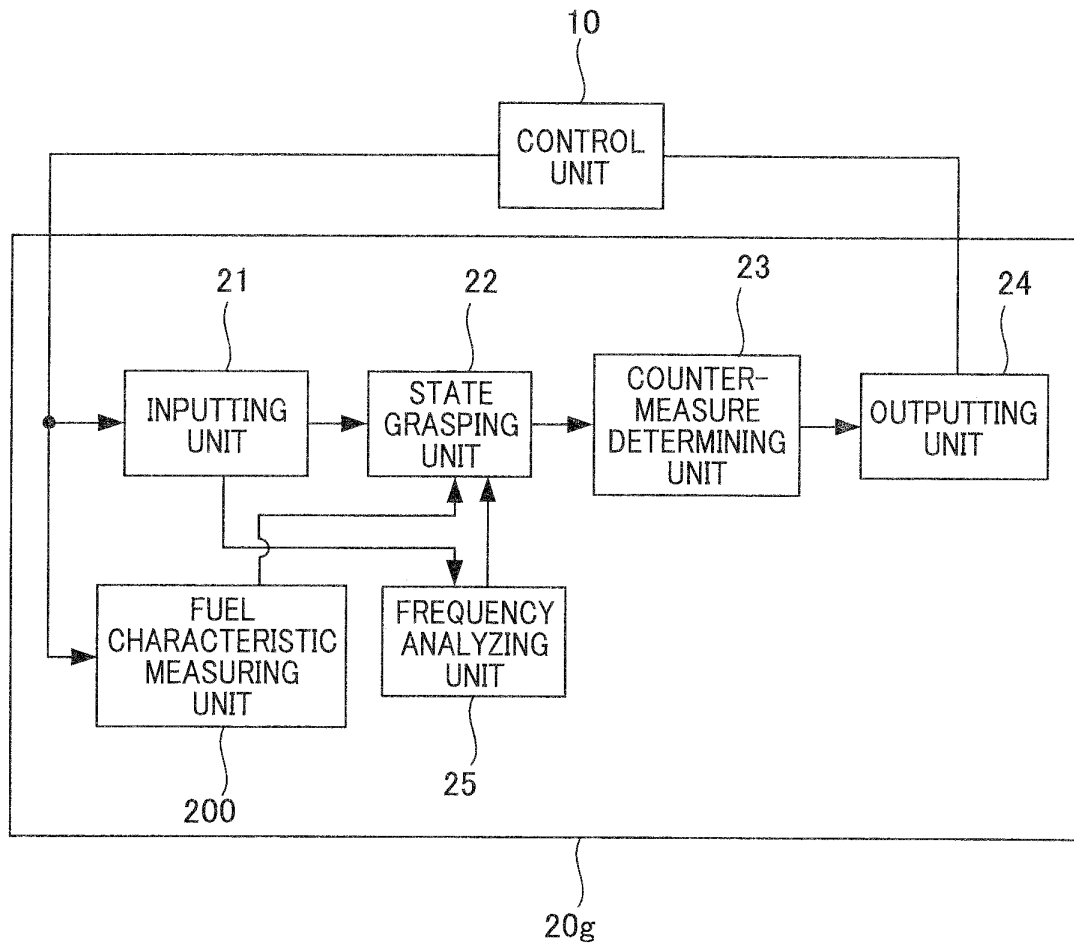 10
CONTROL
UNIT
21
22
23
24
INPUTTING
UNIT
STATE
GRASPING
UNIT
COUNTER-
MEASURE
DETERMINING
UNIT
OUTPUTTING
UNIT
FUEL
CHARACTERISTIC
MEASURING
UNIT
FREQUENCY
ANALYZING
UNIT
200
25
20g